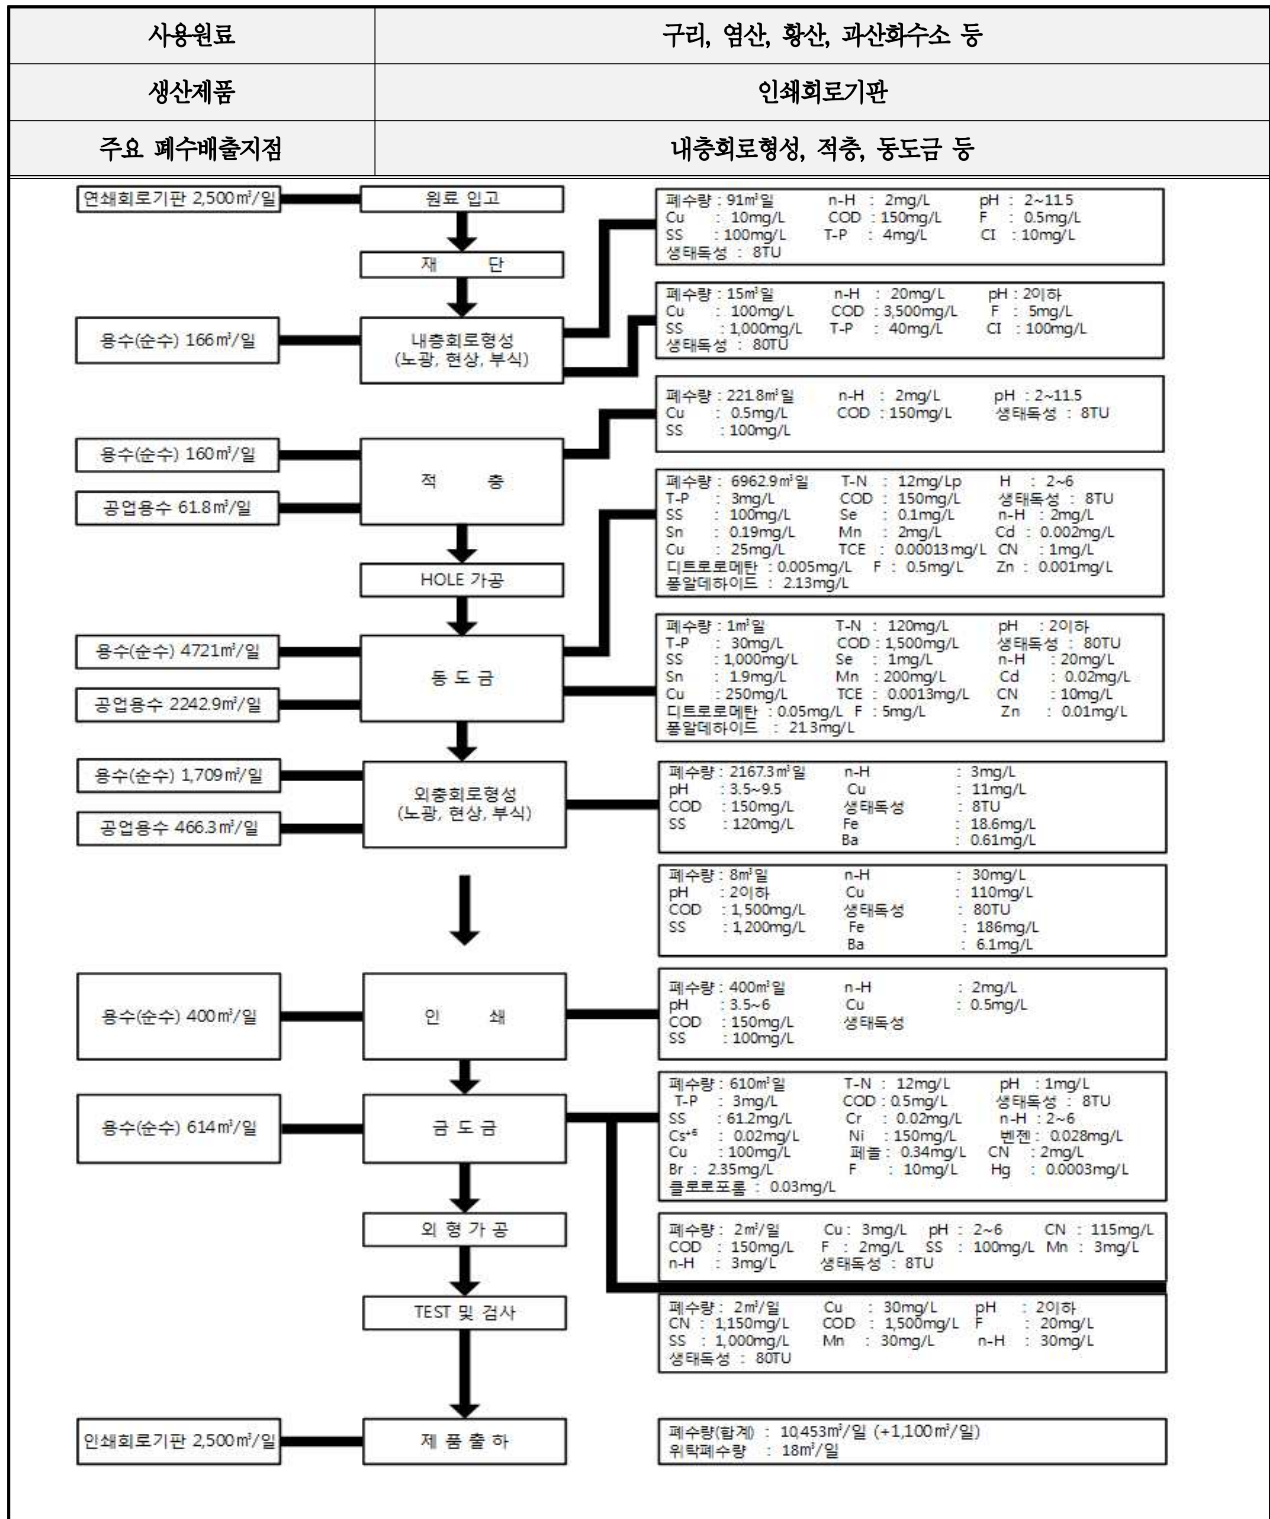 사용원료 구리, 염산, 황산, 과산화수소 등
생산제품 인쇄회로기판
주요 폐수배출지점 내층회로형성, 적층, 동도금 등
연쇄회로기판 2,500㎥/일
원료 입고
폐수량 : 91㎥일 n-H : 2mg/L pH : 2~11.5
Cu : 10mg/L COD : 150mg/L F : 0.5mg/L
SS : 100mg/L T-P : 4mg/L CI : 10mg/L
생태독성 : 8TU
재 단
폐수량 : 15㎥일 n-H : 20mg/L pH : 2이하
Cu : 100mg/L COD : 3,500mg/L F : 5mg/L
SS : 1,000mg/L T-P : 40mg/L CI : 100mg/L
생태독성 : 80TU
용수(순수) 166㎥/일
내층회로형성
(노광, 현상, 부식)
폐수량 : 221.8㎥일 n-H : 2mg/L pH : 2~11.5
Cu : 0.5mg/L COD : 150mg/L 생태독성 : 8TU
SS : 100mg/L
용수(순수) 160㎥/일
적 층
공업용수 61.8㎥/일
폐수량 : 6962.9㎥일 T-N : 12mg/Lp H : 2~6
T-P : 3mg/L COD : 150mg/L 생태독성 : 8TU
SS : 100mg/L Se : 0.1mg/L n-H : 2mg/L
Sn : 0.19mg/L Mn : 2mg/L Cd : 0.002mg/L
Cu : 25mg/L TCE : 0.00013mg/L CN : 1mg/L
디트로로메탄 : 0.005mg/L F : 0.5mg/L Zn : 0.001mg/L
퐁알데하이드 : 2.13mg/L
HOLE 가공
용수(순수) 4721㎥/일
동 도 금
공업용수 2242.9㎥/일
폐수량 : 1㎥일 T-N : 120mg/L pH : 2이하
T-P : 30mg/L COD : 1,500mg/L 생태독성 : 80TU
SS : 1,000mg/L Se : 1mg/L n-H : 20mg/L
Sn : 1.9mg/L Mn : 200mg/L Cd : 0.02mg/L
Cu : 250mg/L TCE : 0.0013mg/L CN : 10mg/L
디트로로메탄 : 0.05mg/L F : 5mg/L Zn : 0.01mg/L
퐁알데하이드 : 21.3mg/L
용수(순수) 1,709㎥/일
외층회로형성
(노광, 현상, 부식)
공업용수 466.3㎥/일
폐수량 : 2167.3㎥일 n-H : 3mg/L
pH : 3.5~9.5 Cu : 11mg/L
COD : 150mg/L 생태독성 : 8TU
SS : 120mg/L Fe : 18.6mg/L
Ba : 0.61mg/L
폐수량 : 8㎥일 n-H : 30mg/L
pH : 2이하 Cu : 110mg/L
COD : 1,500mg/L 생태독성 : 80TU
SS : 1,200mg/L Fe : 186mg/L
Ba : 6.1mg/L
용수(순수) 400㎥/일
인 쇄
폐수량 : 400㎥일 n-H : 2mg/L
pH : 3.5~6 Cu : 0.5mg/L
COD : 150mg/L 생태독성
SS : 100mg/L
용수(순수) 614㎥/일
금 도 금
폐수량 : 610㎥일 T-N : 12mg/L pH : 1mg/L
T-P : 3mg/L COD : 0.5mg/L 생태독성 : 8TU
SS : 61.2mg/L Cr : 0.02mg/L n-H : 2~6
Cs⁺⁶ : 0.02mg/L Ni : 150mg/L 벤젠 : 0.028mg/L
Cu : 100mg/L 페놀 : 0.34mg/L CN : 2mg/L
Br : 2.35mg/L F : 10mg/L Hg : 0.0003mg/L
클로로포롬 : 0.03mg/L
외 형 가 공
폐수량 : 2㎥/일 Cu : 3mg/L pH : 2~6 CN : 115mg/L
COD : 150mg/L F : 2mg/L SS : 100mg/L Mn : 3mg/L
n-H : 3mg/L 생태독성 : 8TU
TEST 및 검사
폐수량 : 2㎥/일 Cu : 30mg/L pH : 2이하
CN : 1,150mg/L COD : 1,500mg/L F : 20mg/L
SS : 1,000mg/L Mn : 30mg/L n-H : 30mg/L
생태독성 : 80TU
인쇄회로기판 2,500㎥/일
제 품 출 하
폐수량(합계) : 10,453㎥/일 (+1,100㎥/일)
위탁폐수량 : 18㎥/일